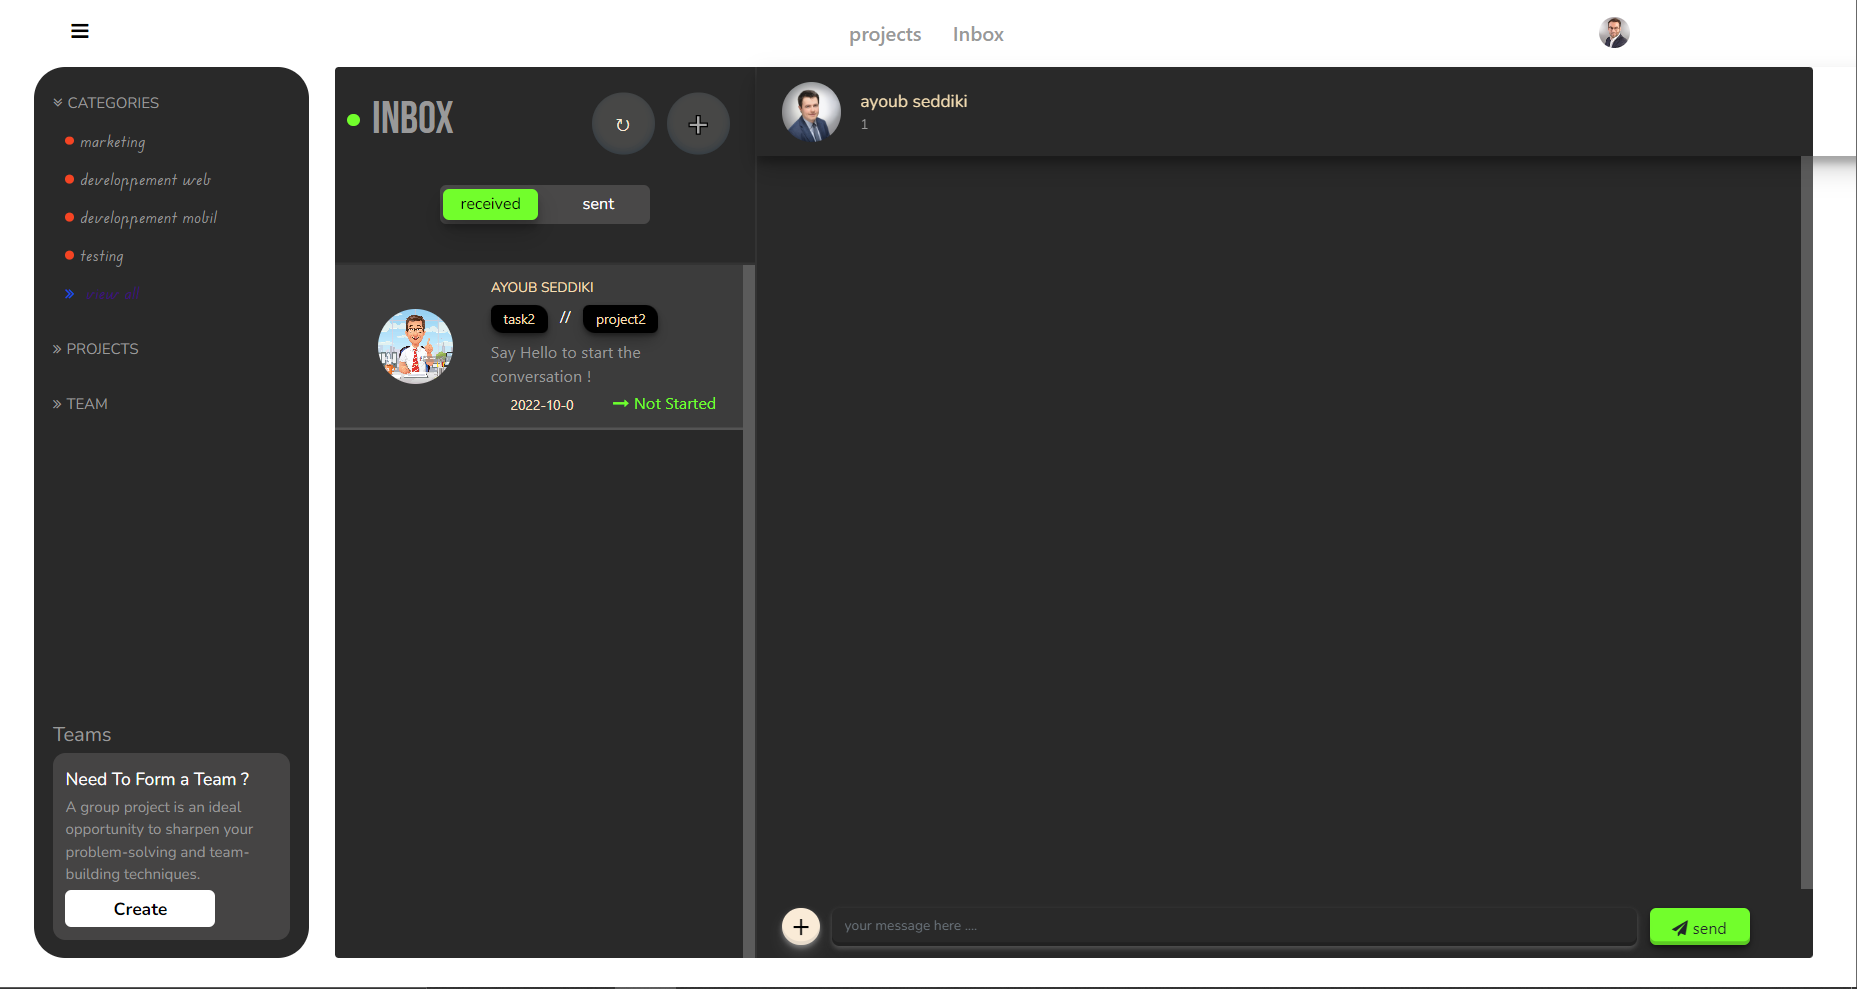 projects Inbox
CATEGORIES
marketing
developpement web
developpement mobil
testing
PROJECTS
TEAM
Teams
Need To Form a Team ?
A group project is an ideal
opportunity to sharpen your
problem-solving and team-
building techniques.
Create
INBOX
received sent
AYOUB SEDDIKI
task2 // project2
Say Hello to start the
conversation !
2022-10-0 Not Started
ayoub seddiki
1
your message here ....
send